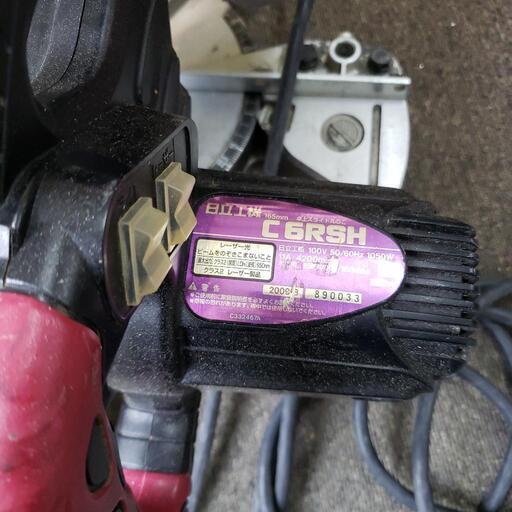 日立工機
165mm 卓上スライド丸のこ
C 6RSH
レーザー光
ビームをのぞきこまないこと
クラス2 レーザー製品
日立工機 100V 50/60Hz 1050W
11A 4200min
警告
890033
C332467A